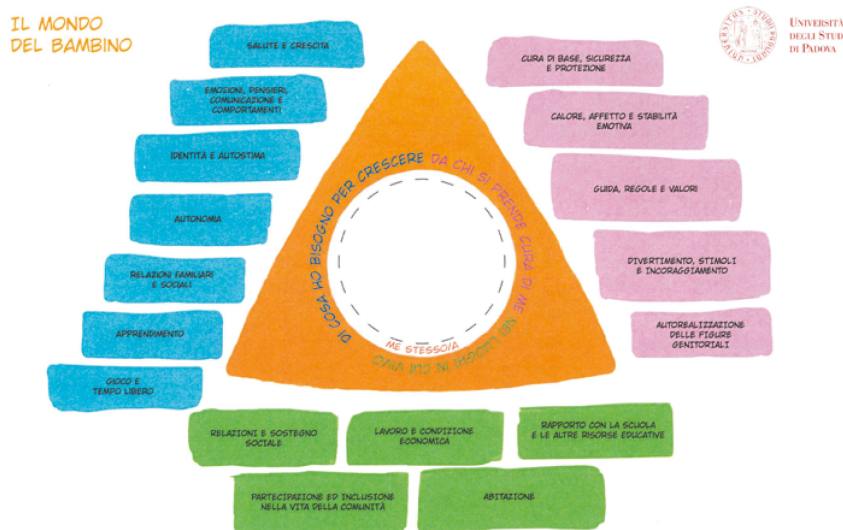 IL MONDO
DEL BAMBINO
UNIVERSITÀ
DEGLI STUDI
DI PADOVA
SALUTE E CRESCITA
EMOZIONI, PENSIERI,
COMUNICAZIONE E
COMPORTAMENTI
IDENTITÀ E AUTOSTIMA
AUTONOMIA
RELAZIONI FAMILIARI
E SOCIALI
APPRENDIMENTO
GIOCO E
TEMPO LIBERO
DI COSA HO BISOGNO PER CRESCERE
DA CHI SI PRENDE CURA DI ME
NEI LUOGHI IN CUI VIVO
ME STESSO/A
CURA DI BASE, SICUREZZA
E PROTEZIONE
CALORE, AFFETTO E STABILITÀ
EMOTIVA
GUIDA, REGOLE E VALORI
DIVERTIMENTO, STIMOLI
E INCORAGGIAMENTO
AUTOREALIZZAZIONE
DELLE FIGURE
GENITORIALI
RELAZIONI E SOSTEGNO
SOCIALE
LAVORO E CONDIZIONE
ECONOMICA
RAPPORTO CON LA SCUOLA
E LE ALTRE RISORSE EDUCATIVE
PARTECIPAZIONE ED INCLUSIONE
NELLA VITA DELLA COMUNITÀ
ABITAZIONE